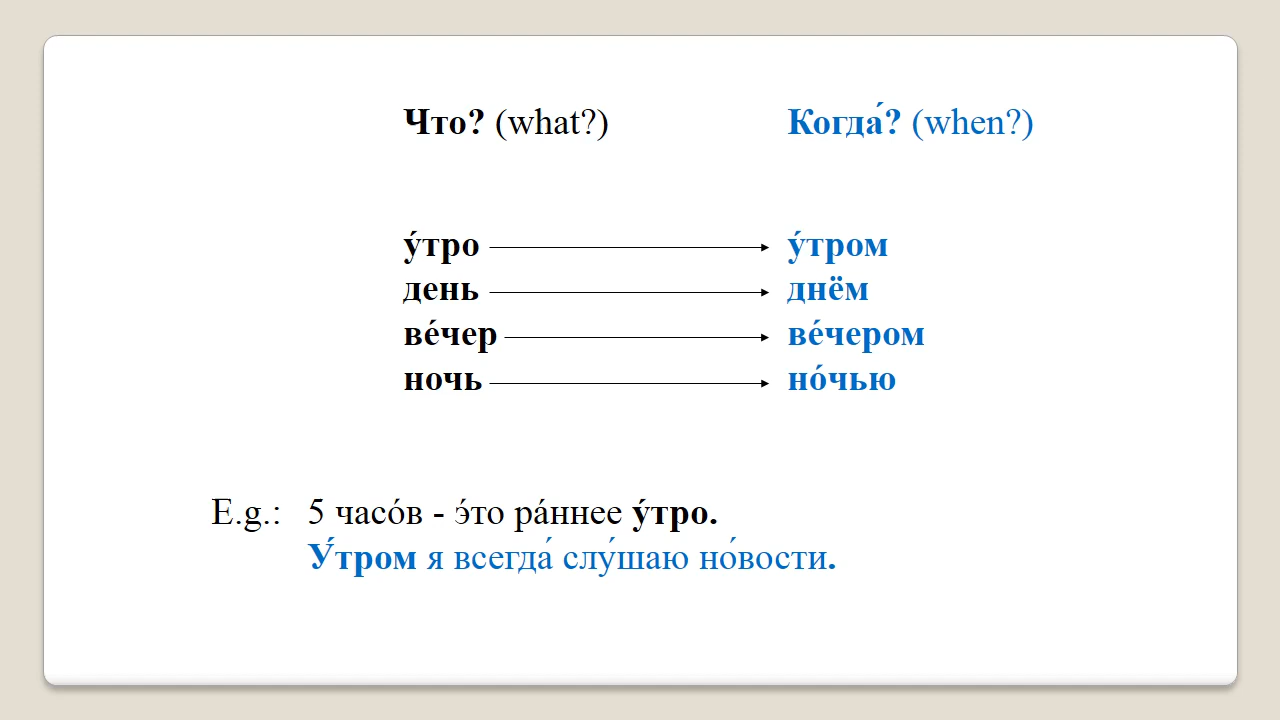 Что? (what?) Когда́? (when?)
у́тро у́тром
день днём
ве́чер ве́чером
ночь но́чью
E.g.: 5 часо́в - э́то ра́ннее у́тро.
У́тром я всегда́ слу́шаю но́вости.